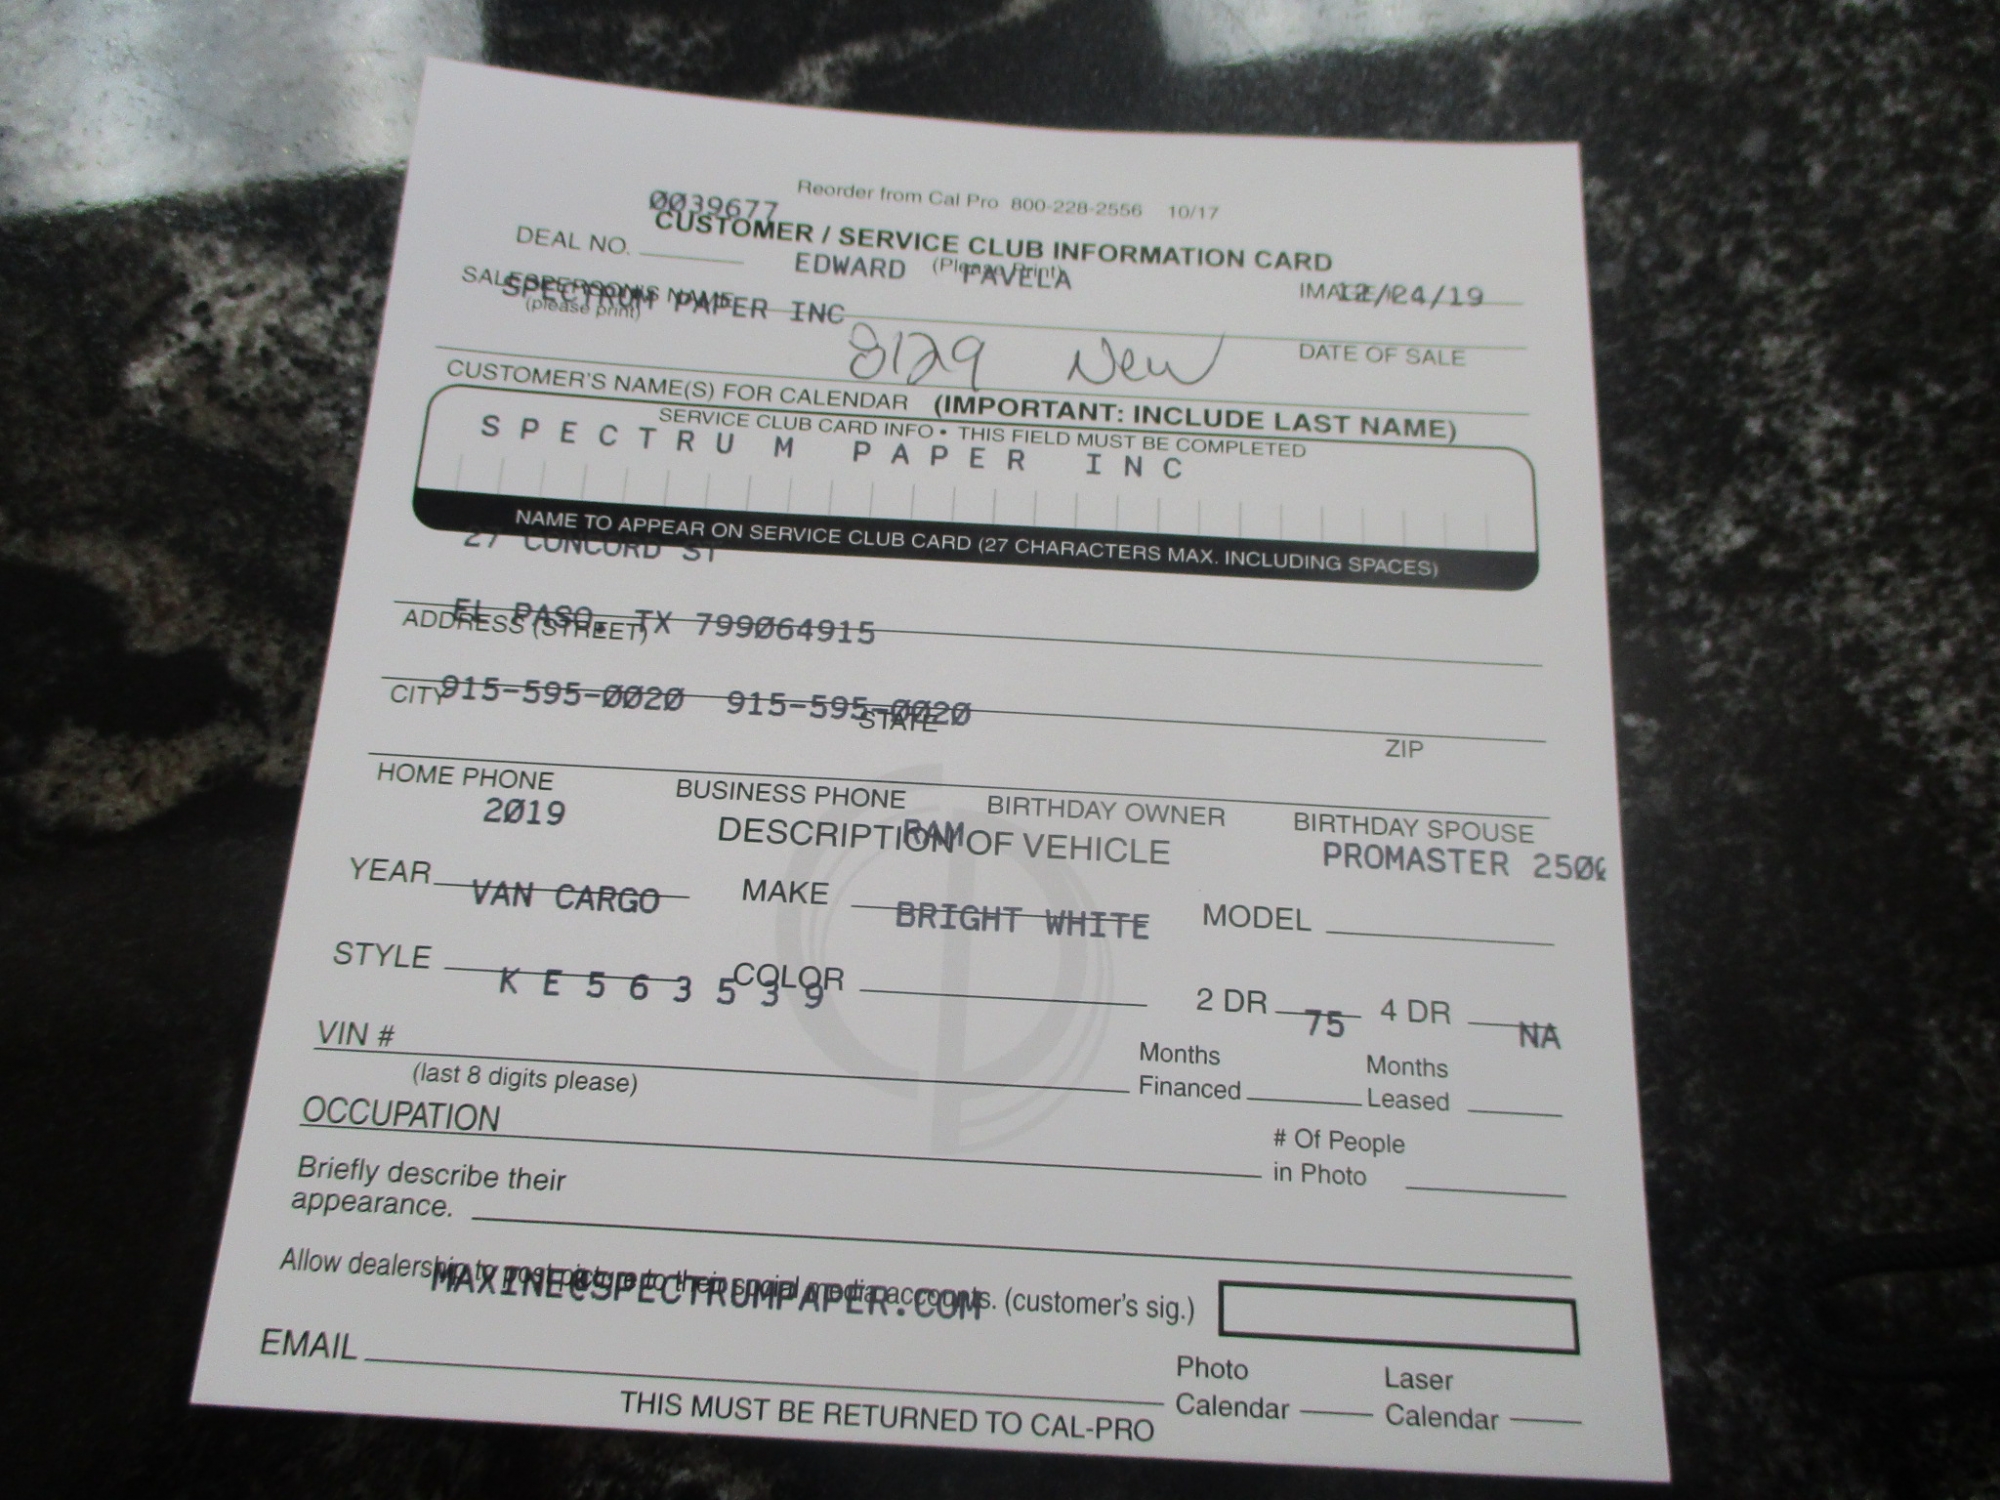 Reorder from Cal Pro 800-228-2556 10/17
0039677
CUSTOMER / SERVICE CLUB INFORMATION CARD
DEAL NO.
EDWARD PAVELA
(Please Print)
SALESPERSON'S NAME
(please print)
SPECTRUM PAPER INC
12/24/19
8129 New
DATE OF SALE
CUSTOMER'S NAME(S) FOR CALENDAR (IMPORTANT: INCLUDE LAST NAME)
SERVICE CLUB CARD INFO • THIS FIELD MUST BE COMPLETED
SPECTRUM PAPER INC
NAME TO APPEAR ON SERVICE CLUB CARD (27 CHARACTERS MAX. INCLUDING SPACES)
27 CONCORD ST
EL PASO, TX 799064915
ADDRESS (STREET)
915-595-0020 915-595-0020
CITY STATE ZIP
HOME PHONE BUSINESS PHONE BIRTHDAY OWNER BIRTHDAY SPOUSE
2019 RAM PROMASTER 250
DESCRIPTION OF VEHICLE
YEAR MAKE MODEL
VAN CARGO BRIGHT WHITE
STYLE COLOR 2 DR 4 DR
KE563539 75 NA
VIN # Months Financed Months Leased
(last 8 digits please)
OCCUPATION # Of People in Photo
Briefly describe their
appearance.
Allow dealership to post picture to their social media accounts. (customer's sig.)
MAXINE@SPECTRUMPAPER.COM
EMAIL Photo Calendar Laser Calendar
THIS MUST BE RETURNED TO CAL-PRO